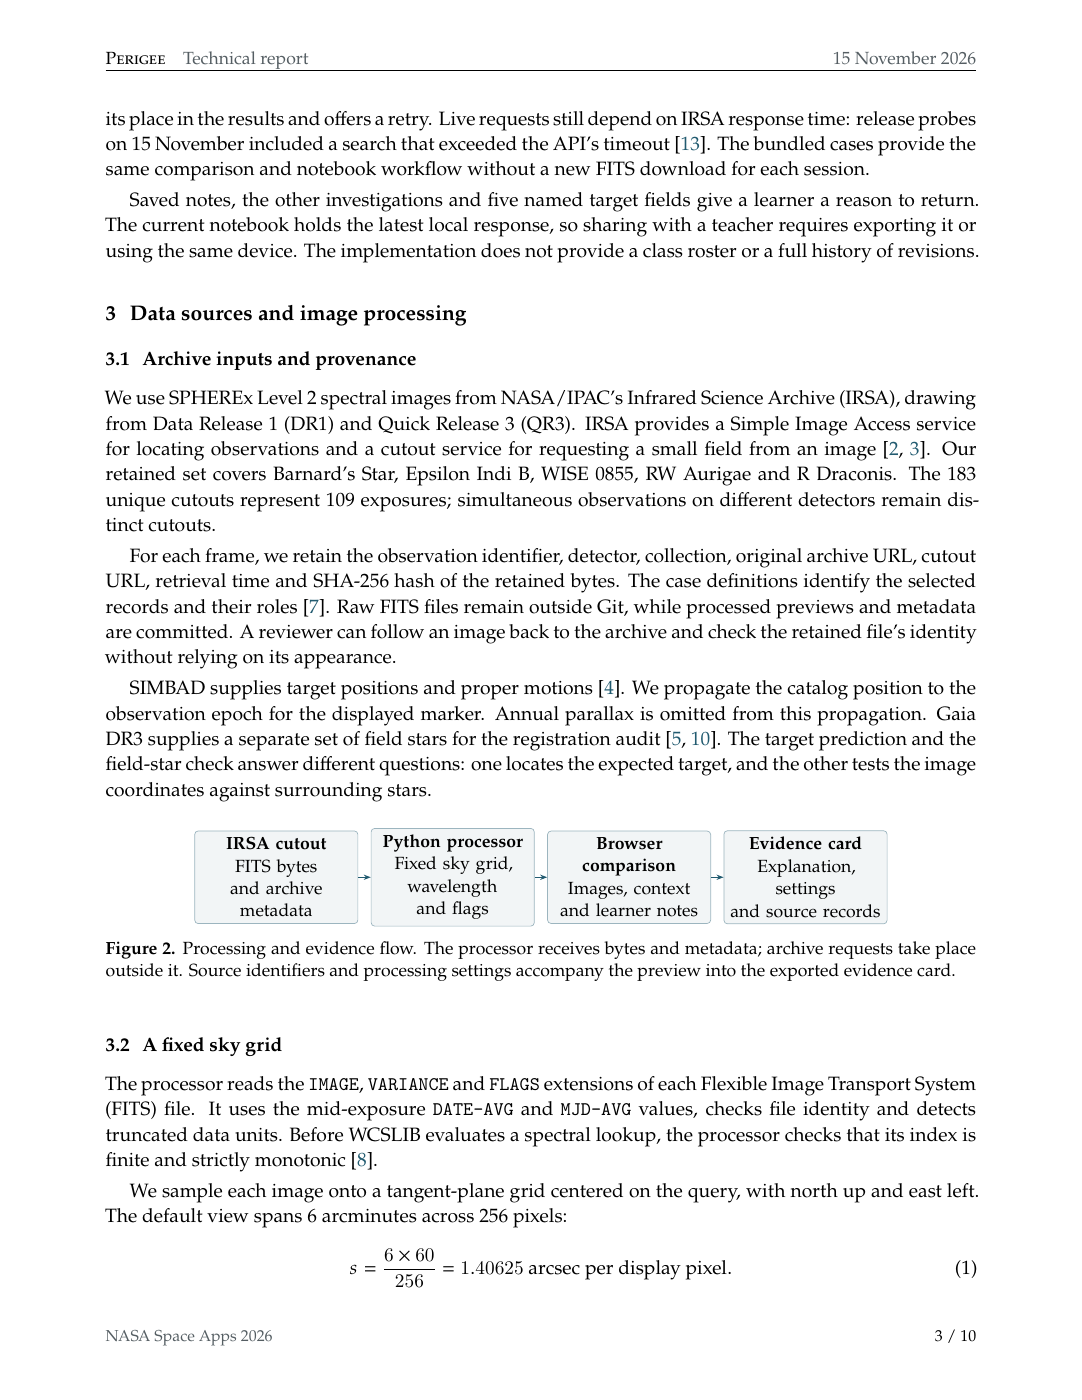 PERIGEE Technical report 15 November 2026
its place in the results and offers a retry. Live requests still depend on IRSA response time: release probes
on 15 November included a search that exceeded the API's timeout [13]. The bundled cases provide the
same comparison and notebook workflow without a new FITS download for each session.
Saved notes, the other investigations and five named target fields give a learner a reason to return.
The current notebook holds the latest local response, so sharing with a teacher requires exporting it or
using the same device. The implementation does not provide a class roster or a full history of revisions.
3 Data sources and image processing
3.1 Archive inputs and provenance
We use SPHEREx Level 2 spectral images from NASA/IPAC's Infrared Science Archive (IRSA), drawing
from Data Release 1 (DR1) and Quick Release 3 (QR3). IRSA provides a Simple Image Access service
for locating observations and a cutout service for requesting a small field from an image [2, 3]. Our
retained set covers Barnard's Star, Epsilon Indi B, WISE 0855, RW Aurigae and R Draconis. The 183
unique cutouts represent 109 exposures; simultaneous observations on different detectors remain dis-
tinct cutouts.
For each frame, we retain the observation identifier, detector, collection, original archive URL, cutout
URL, retrieval time and SHA-256 hash of the retained bytes. The case definitions identify the selected
records and their roles [7]. Raw FITS files remain outside Git, while processed previews and metadata
are committed. A reviewer can follow an image back to the archive and check the retained file's identity
without relying on its appearance.
SIMBAD supplies target positions and proper motions [4]. We propagate the catalog position to the
observation epoch for the displayed marker. Annual parallax is omitted from this propagation. Gaia
DR3 supplies a separate set of field stars for the registration audit [5, 10]. The target prediction and the
field-star check answer different questions: one locates the expected target, and the other tests the image
coordinates against surrounding stars.
IRSA cutout
FITS bytes
and archive
metadata
Python processor
Fixed sky grid,
wavelength
and flags
Browser
comparison
Images, context
and learner notes
Evidence card
Explanation,
settings
and source records
Figure 2. Processing and evidence flow. The processor receives bytes and metadata; archive requests take place
outside it. Source identifiers and processing settings accompany the preview into the exported evidence card.
3.2 A fixed sky grid
The processor reads the IMAGE, VARIANCE and FLAGS extensions of each Flexible Image Transport System
(FITS) file. It uses the mid-exposure DATE-AVG and MJD-AVG values, checks file identity and detects
truncated data units. Before WCSLIB evaluates a spectral lookup, the processor checks that its index is
finite and strictly monotonic [8].
We sample each image onto a tangent-plane grid centered on the query, with north up and east left.
The default view spans 6 arcminutes across 256 pixels:
s = 6 × 60 / 256 = 1.40625 arcsec per display pixel. (1)
NASA Space Apps 2026 3 / 10